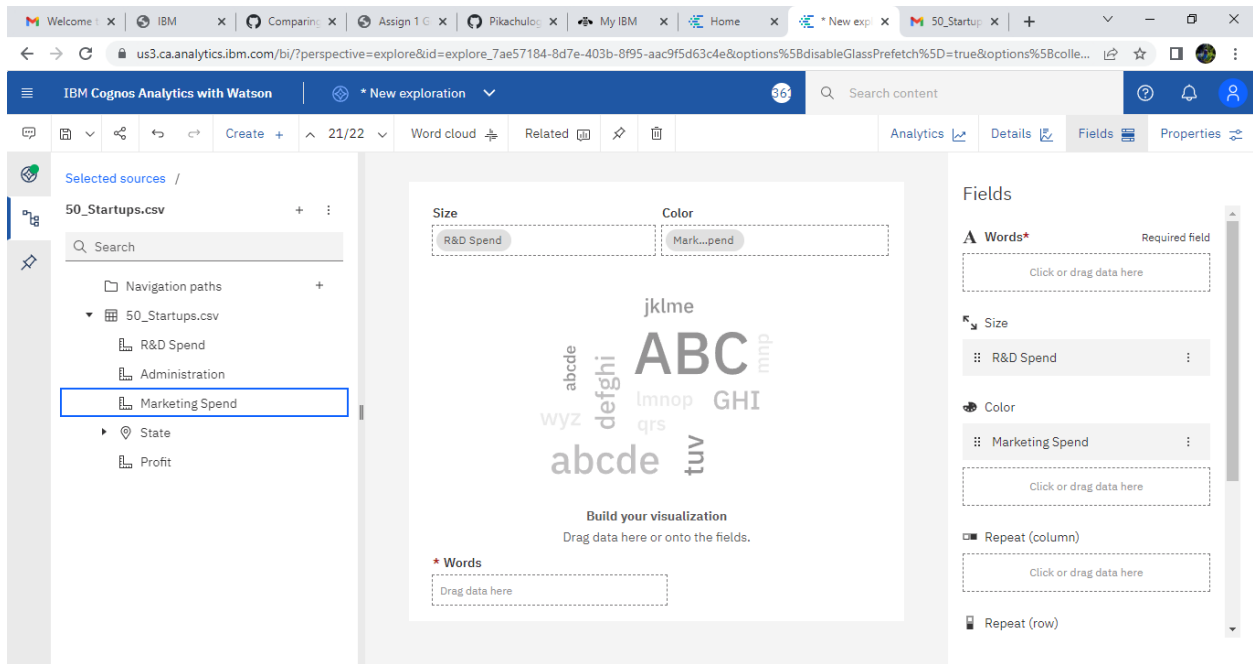 Welcome t
IBM
Comparing
Assign 1 G
Pikachulog
My IBM
Home
* New expl
50_Startup
us3.ca.analytics.ibm.com/bi/?perspective=explore&id=explore_7ae57184-8d7e-403b-8f95-aac9f5d63c4e&options%5BdisableGlassPrefetch%5D=true&options%5Bcolle...
IBM Cognos Analytics with Watson
* New exploration
361
Search content
Create +
21/22
Word cloud
Related
Analytics
Details
Fields
Properties
Selected sources /
50_Startups.csv
Search
Navigation paths
50_Startups.csv
R&D Spend
Administration
Marketing Spend
State
Profit
Size
Color
R&D Spend
Mark...pend
jklme
ABC
mnp
abcde
defghi
lmnop
GHI
wyz
qrs
abcde
tuv
Build your visualization
Drag data here or onto the fields.
* Words
Drag data here
Fields
A Words*
Required field
Click or drag data here
Size
R&D Spend
Color
Marketing Spend
Click or drag data here
Repeat (column)
Click or drag data here
Repeat (row)